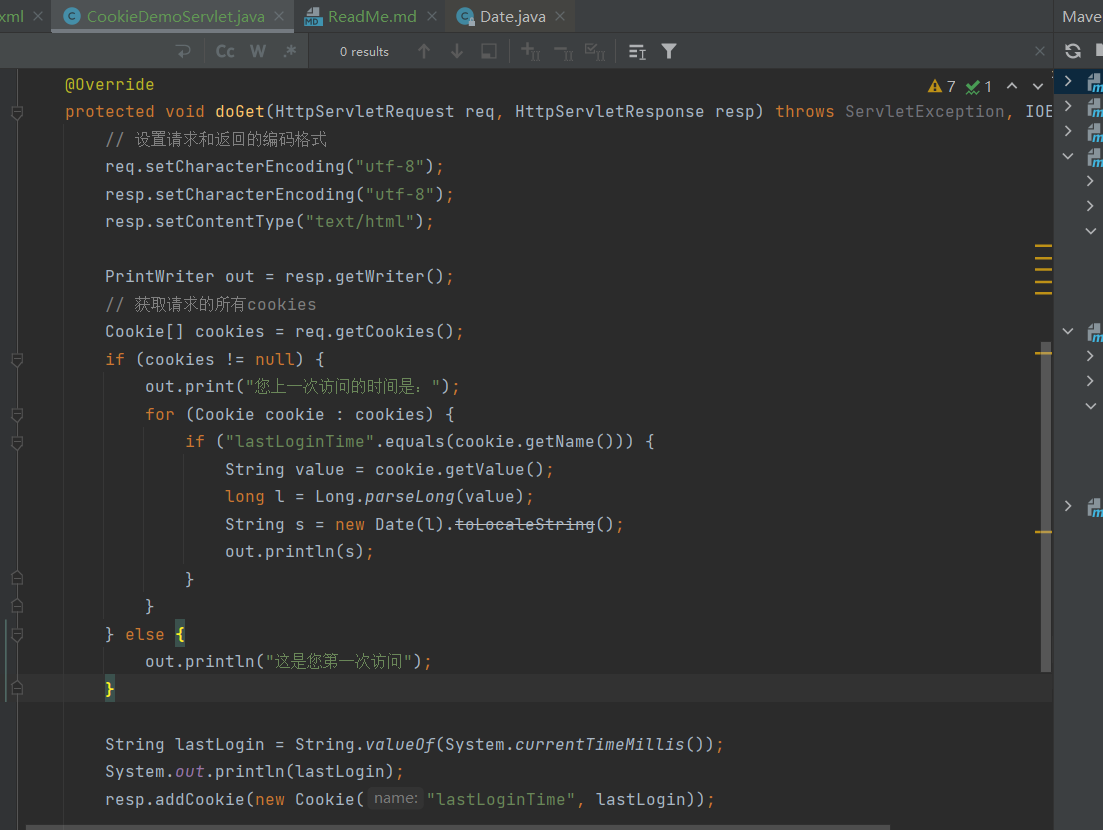 xml CookieDemoServlet.java ReadMe.md Date.java Mave
Cc W .* 0 results
@Override 7 1
protected void doGet(HttpServletRequest req, HttpServletResponse resp) throws ServletException, IOE
// 设置请求和返回的编码格式
req.setCharacterEncoding("utf-8");
resp.setCharacterEncoding("utf-8");
resp.setContentType("text/html");
PrintWriter out = resp.getWriter();
// 获取请求的所有cookies
Cookie[] cookies = req.getCookies();
if (cookies != null) {
out.print("您上一次访问的时间是：");
for (Cookie cookie : cookies) {
if ("lastLoginTime".equals(cookie.getName())) {
String value = cookie.getValue();
long l = Long.parseLong(value);
String s = new Date(l).toLocaleString();
out.println(s);
}
}
} else {
out.println("这是您第一次访问");
}
String lastLogin = String.valueOf(System.currentTimeMillis());
System.out.println(lastLogin);
resp.addCookie(new Cookie( name: "lastLoginTime", lastLogin));